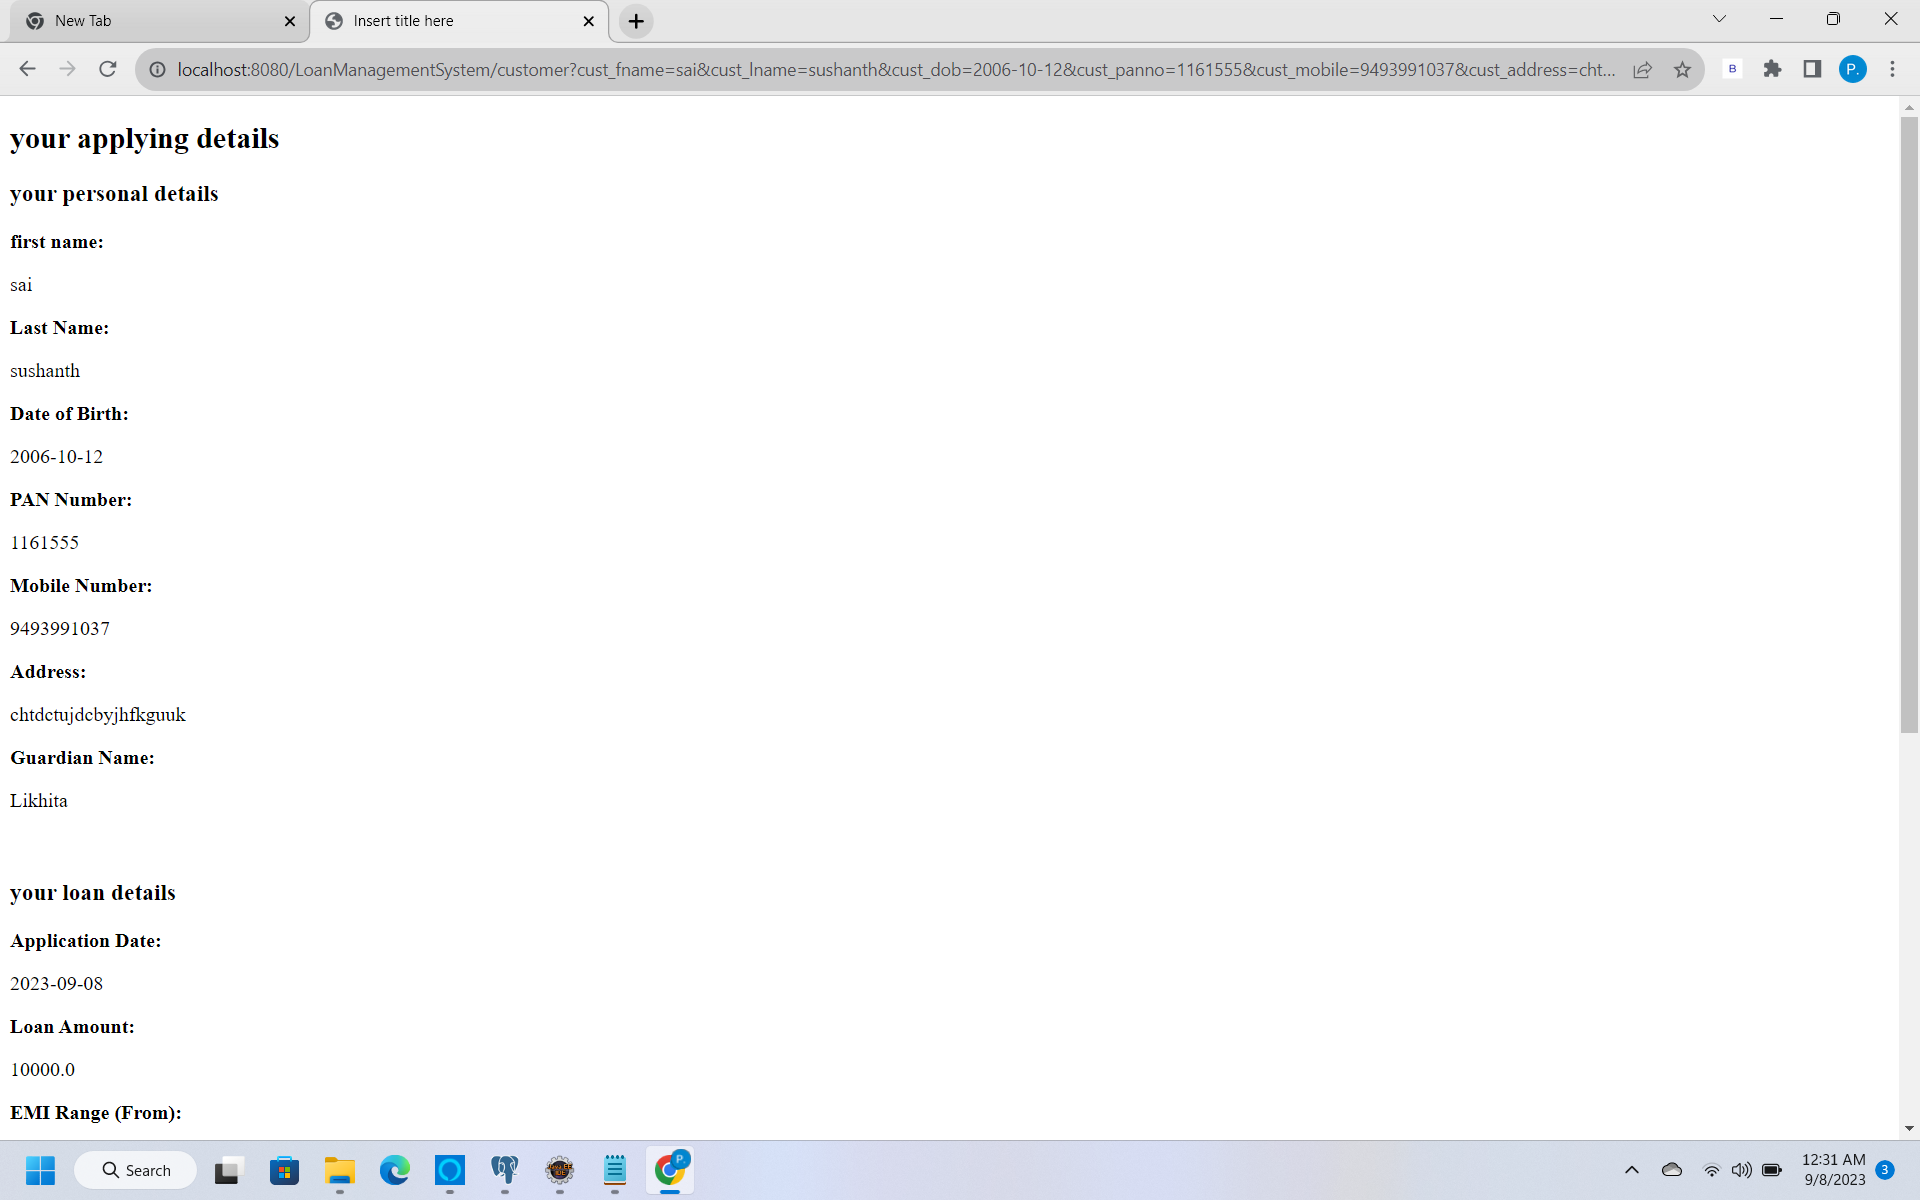 New Tab
Insert title here
localhost:8080/LoanManagementSystem/customer?cust_fname=sai&cust_lname=sushanth&cust_dob=2006-10-12&cust_panno=1161555&cust_mobile=9493991037&cust_address=cht...
B
P.
your applying details
your personal details
first name:
sai
Last Name:
sushanth
Date of Birth:
2006-10-12
PAN Number:
1161555
Mobile Number:
9493991037
Address:
chtdctujdcbyjhfkguuk
Guardian Name:
Likhita
your loan details
Application Date:
2023-09-08
Loan Amount:
10000.0
EMI Range (From):
Search
P.
12:31 AM
9/8/2023
3